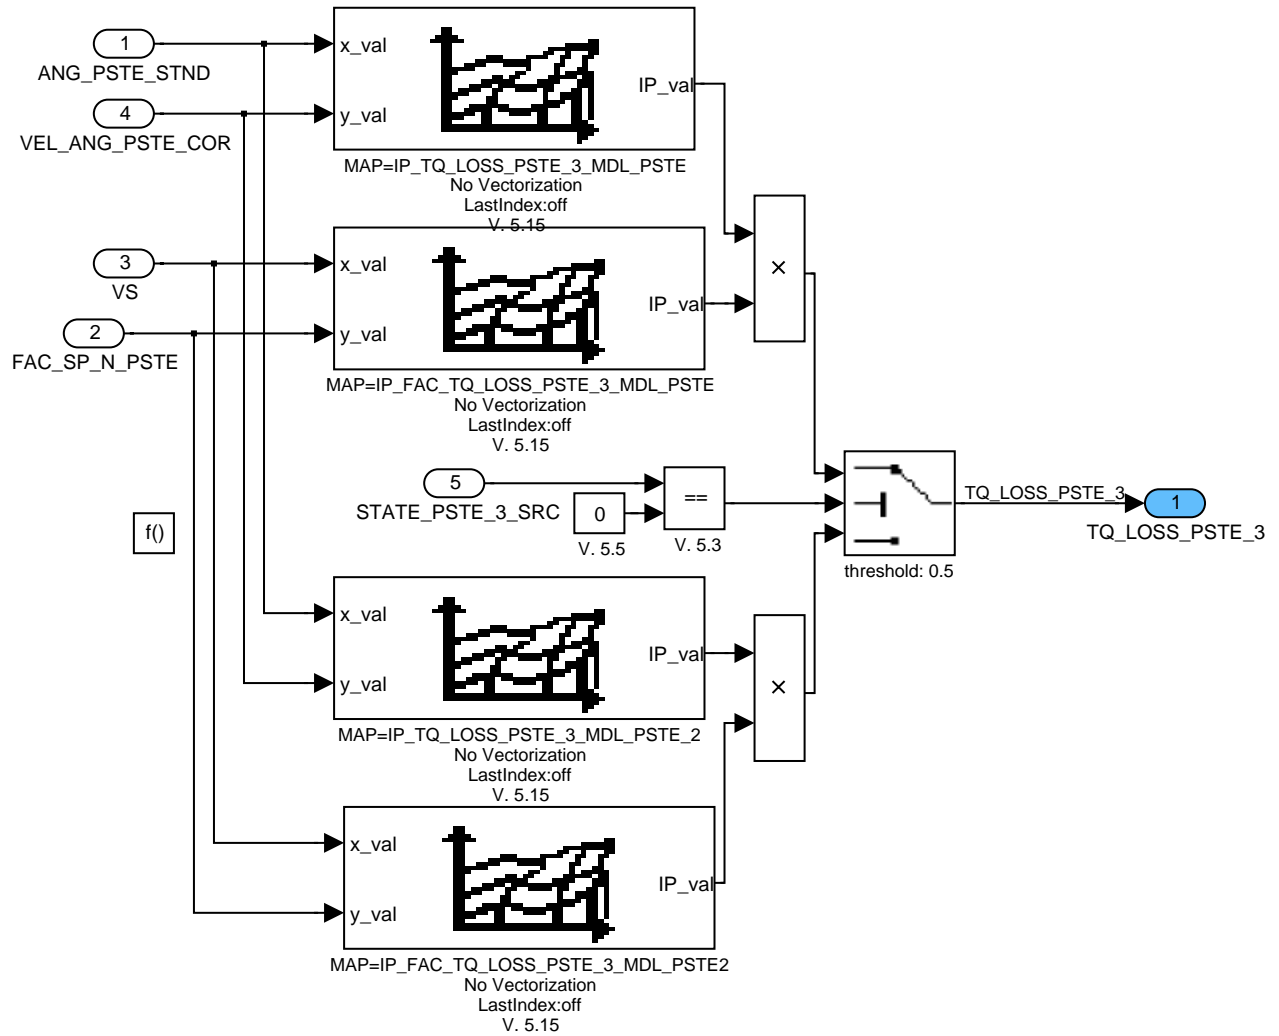 1
ANG_PSTE_STND
4
VEL_ANG_PSTE_COR
x_val
y_val
IP_val
MAP=IP_TQ_LOSS_PSTE_3_MDL_PSTE
No Vectorization
LastIndex:off
V. 5.15
3
VS
2
FAC_SP_N_PSTE
x_val
y_val
IP_val
MAP=IP_FAC_TQ_LOSS_PSTE_3_MDL_PSTE
No Vectorization
LastIndex:off
V. 5.15
×
5
STATE_PSTE_3_SRC
0
V. 5.5
==
V. 5.3
threshold: 0.5
TQ_LOSS_PSTE_3
1
TQ_LOSS_PSTE_3
f()
x_val
y_val
IP_val
MAP=IP_TQ_LOSS_PSTE_3_MDL_PSTE_2
No Vectorization
LastIndex:off
V. 5.15
×
x_val
y_val
IP_val
MAP=IP_FAC_TQ_LOSS_PSTE_3_MDL_PSTE2
No Vectorization
LastIndex:off
V. 5.15